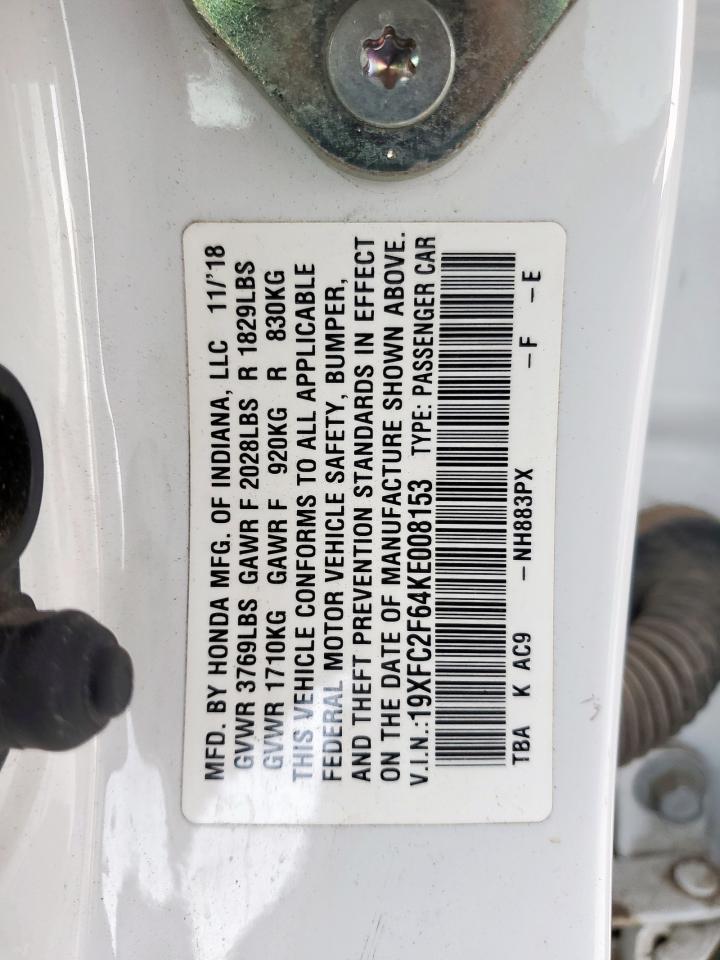 MFD. BY HONDA MFG. OF INDIANA, LLC 11/'18
GVWR 3769LBS GAWR F 2028LBS R 1829LBS
GVWR 1710KG GAWR F 920KG R 830KG
THIS VEHICLE CONFORMS TO ALL APPLICABLE
FEDERAL MOTOR VEHICLE SAFETY, BUMPER,
AND THEFT PREVENTION STANDARDS IN EFFECT
ON THE DATE OF MANUFACTURE SHOWN ABOVE.
V.I.N.:19XFC2F64KE008153 TYPE: PASSENGER CAR
TBA K AC9 -NH883PX -F -E